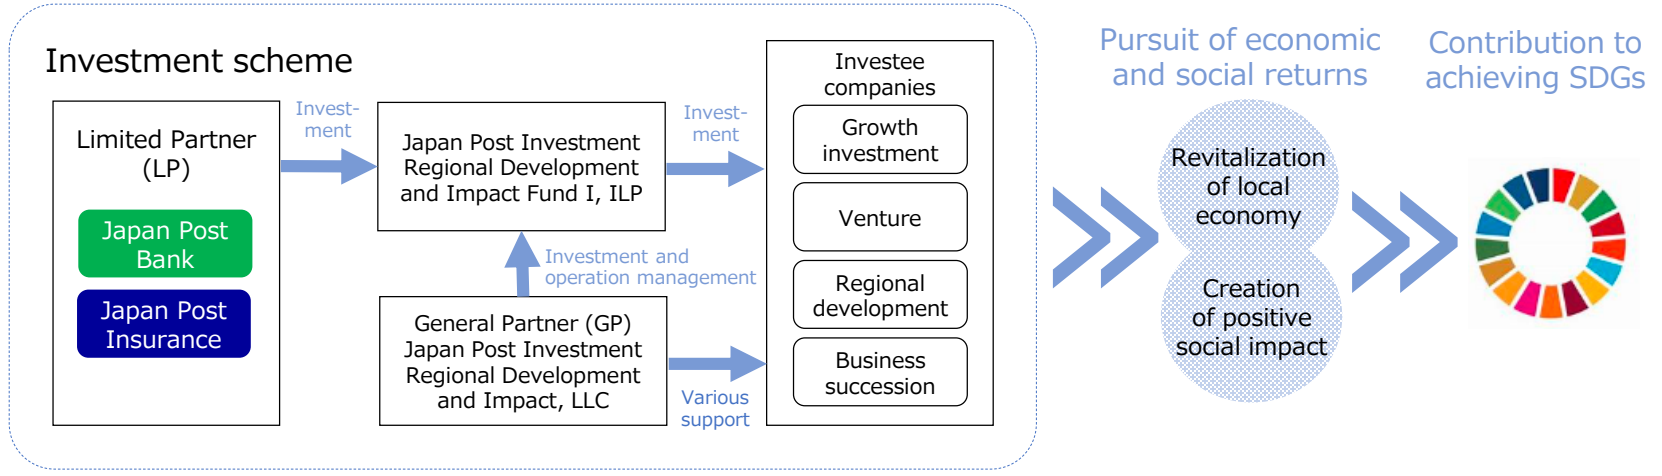 Investment scheme
Limited Partner
(LP)
Japan Post
Bank
Japan Post
Insurance
Invest-
ment
Japan Post Investment
Regional Development
and Impact Fund I, ILP
Investment and
operation management
General Partner (GP)
Japan Post Investment
Regional Development
and Impact, LLC
Invest-
ment
Various
support
Investee
companies
Growth
investment
Venture
Regional
development
Business
succession
Pursuit of economic
and social returns
Revitalization
of local
economy
Creation
of positive
social impact
Contribution to
achieving SDGs